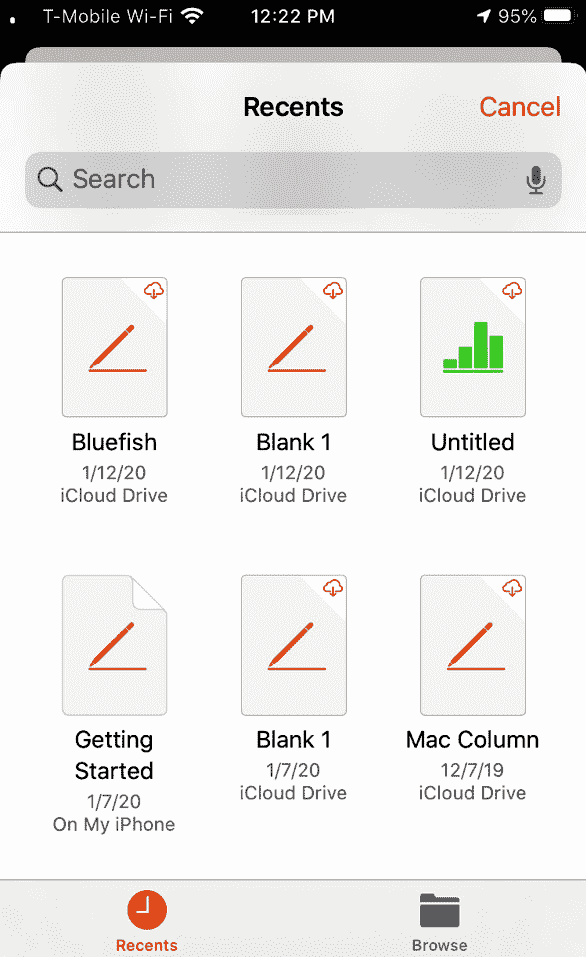 T-Mobile Wi-Fi 12:22 PM 95%
Recents Cancel
Search
Bluefish Blank 1 Untitled
1/12/20 1/12/20 1/12/20
iCloud Drive iCloud Drive iCloud Drive
Getting Blank 1 Mac Column
Started 1/7/20 12/7/19
1/7/20 iCloud Drive iCloud Drive
On My iPhone
Recents Browse